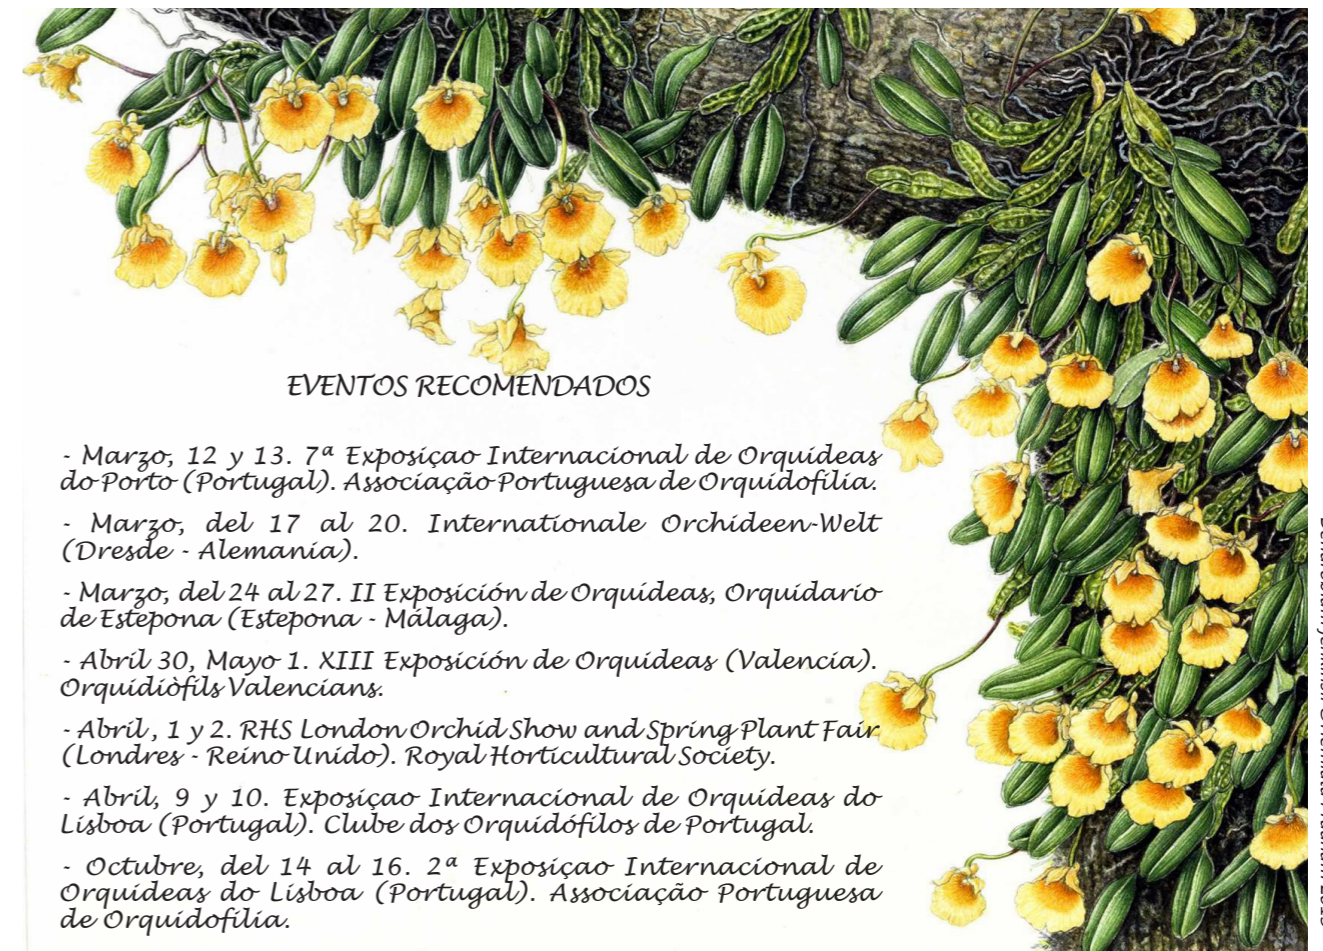 EVENTOS RECOMENDADOS
- Marzo, 12 y 13. 7ª Exposiçao Internacional de Orquídeas
do Porto (Portugal). Associação Portuguesa de Orquidofilia.
- Marzo, del 17 al 20. Internationale Orchideen-Welt
(Dresde - Alemania).
- Marzo, del 24 al 27. II Exposición de Orquídeas, Orquidario
de Estepona (Estepona - Málaga).
- Abril 30, Mayo 1. XIII Exposición de Orquídeas (Valencia).
Orquidiòfils Valencians.
- Abril, 1 y 2. RHS London Orchid Show and Spring Plant Fair
(Londres - Reino Unido). Royal Horticultural Society.
- Abril, 9 y 10. Exposiçao Internacional de Orquídeas do
Lisboa (Portugal). Clube dos Orquidófilos de Portugal.
- Octubre, del 14 al 16. 2ª Exposiçao Internacional de
Orquídeas do Lisboa (Portugal). Associação Portuguesa
de Orquidofilia.